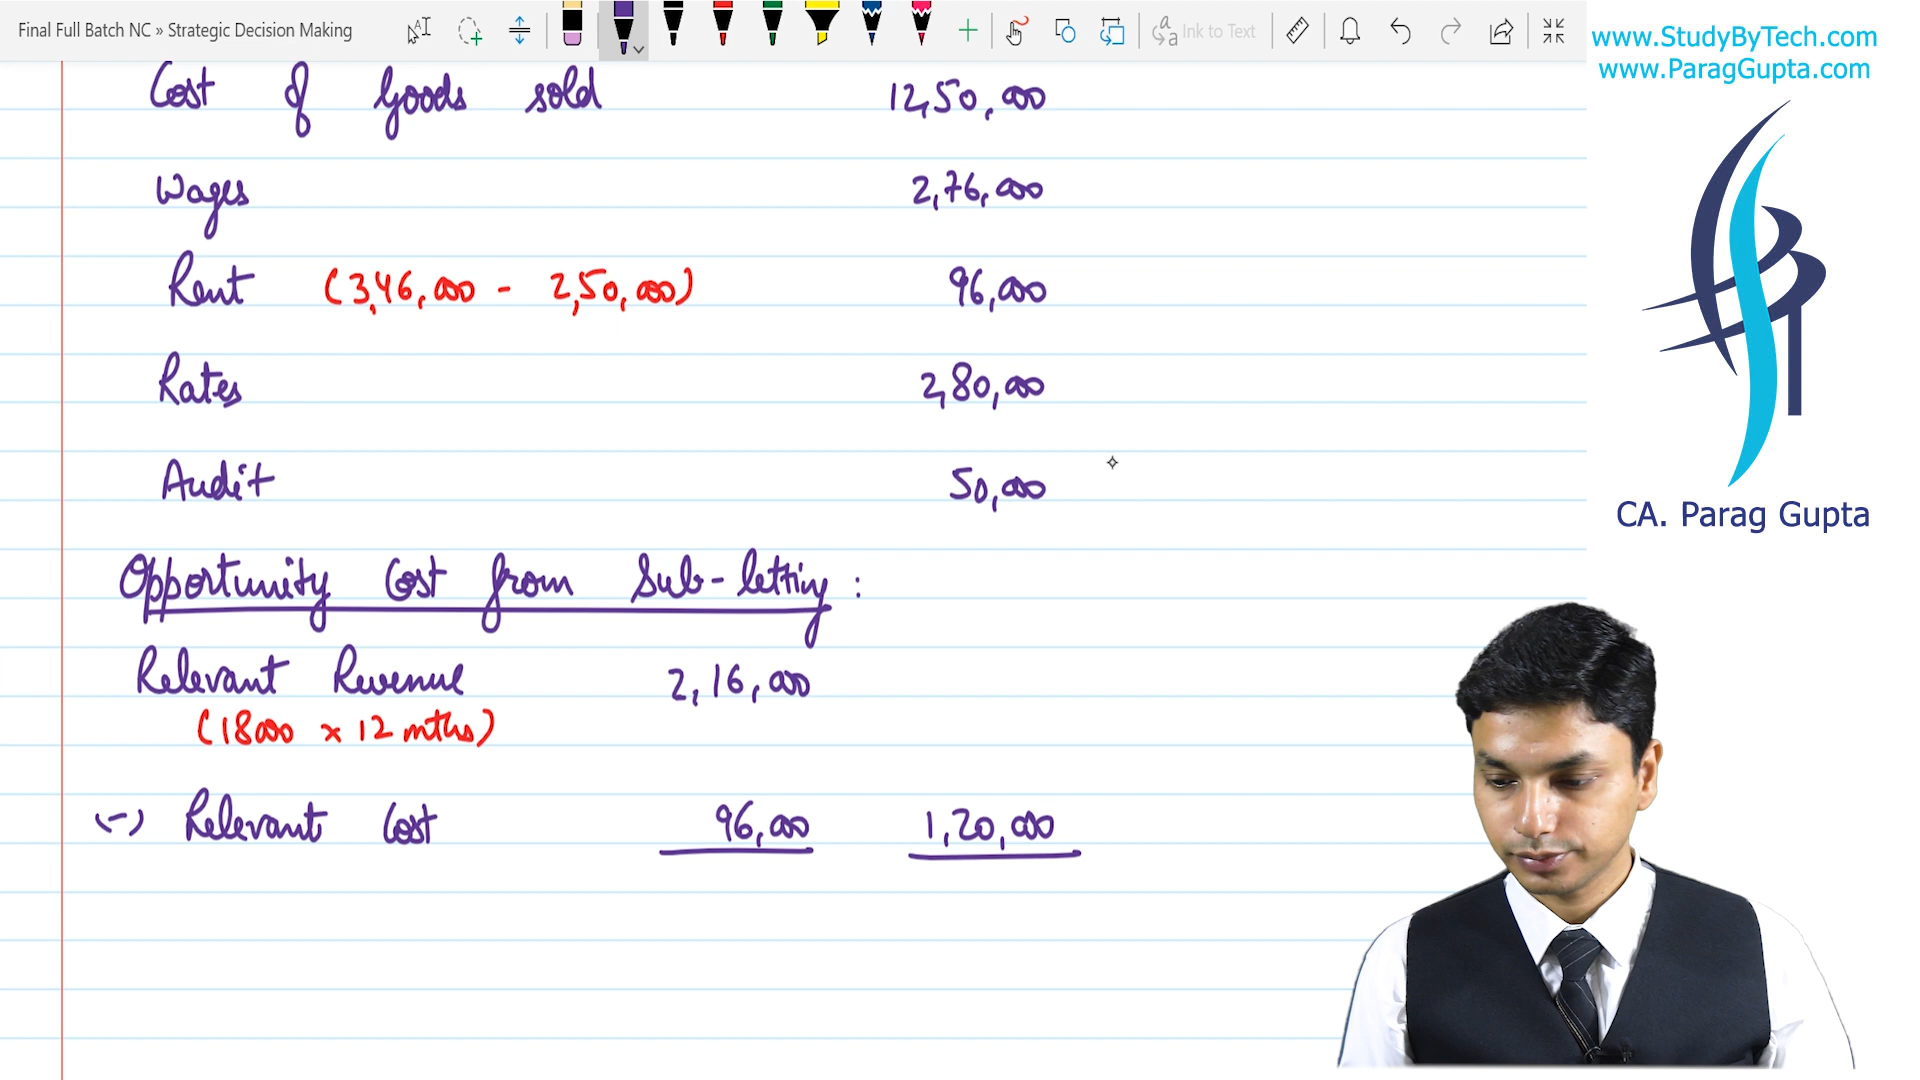 Final Full Batch NC » Strategic Decision Making
Ink to Text
www.StudyByTech.com
www.ParagGupta.com
Cost of Goods sold 12,50,000
Wages 2,76,000
Rent (3,46,000 - 2,50,000) 96,000
Rates 2,80,000
Audit 50,000
CA. Parag Gupta
Opportunity Cost from Sub-letting :
Relevant Revenue 2,16,000
(18000 x 12 mths)
(-) Relevant Cost 96,000 1,20,000